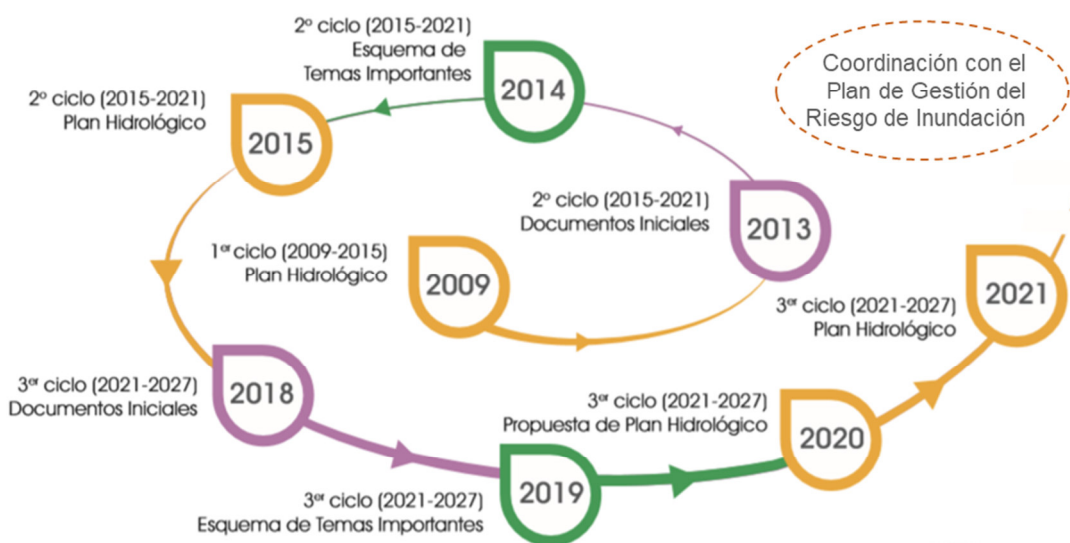 2º ciclo (2015-2021)
Esquema de
Temas Importantes
2014
Coordinación con el
Plan de Gestión del
Riesgo de Inundación
2º ciclo (2015-2021)
Plan Hidrológico
2015
2º ciclo (2015-2021)
Documentos Iniciales
2013
1er ciclo (2009-2015)
Plan Hidrológico
2009
3er ciclo (2021-2027)
Plan Hidrológico
2021
3er ciclo (2021-2027)
Documentos Iniciales
2018
3er ciclo (2021-2027)
Propuesta de Plan Hidrológico
2020
3er ciclo (2021-2027)
Esquema de Temas Importantes
2019